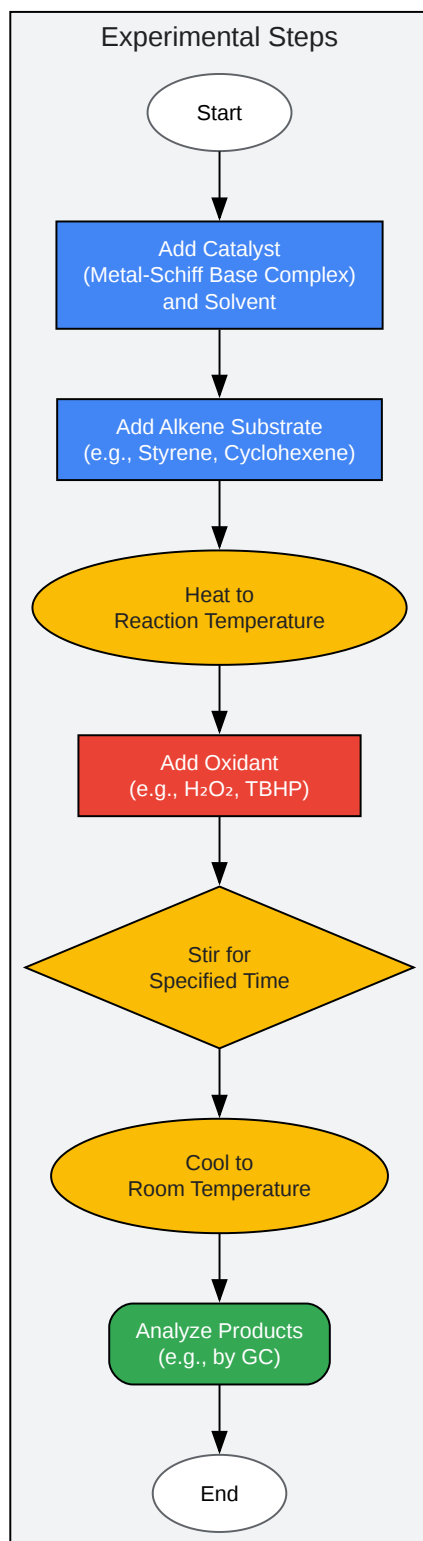 Experimental Steps
Start
Add Catalyst
(Metal-Schiff Base Complex)
and Solvent
Add Alkene Substrate
(e.g., Styrene, Cyclohexene)
Heat to
Reaction Temperature
Add Oxidant
(e.g., H₂O₂, TBHP)
Stir for
Specified Time
Cool to
Room Temperature
Analyze Products
(e.g., by GC)
End